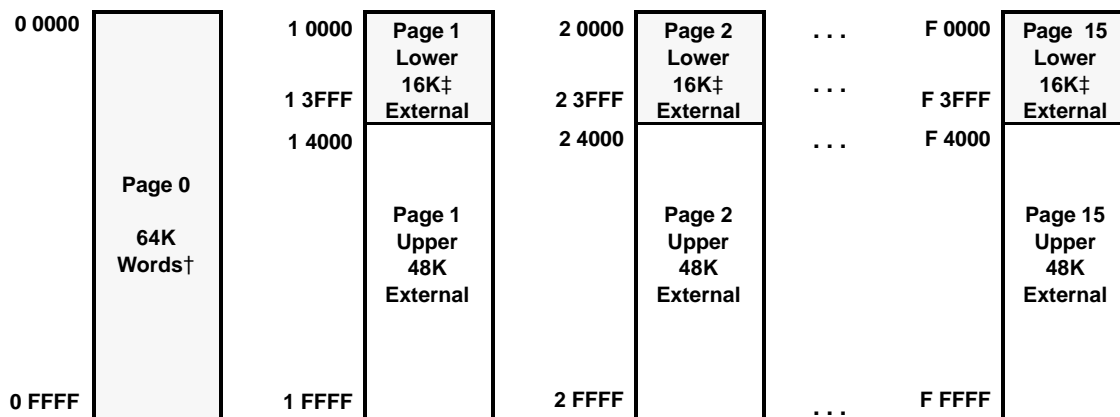 0 0000
Page 0
64K
Words†
0 FFFF
1 0000
Page 1
Lower
16K‡
External
1 3FFF
1 4000
Page 1
Upper
48K
External
1 FFFF
2 0000
Page 2
Lower
16K‡
External
2 3FFF
2 4000
Page 2
Upper
48K
External
2 FFFF
. . .
. . .
. . .
. . .
F 0000
Page 15
Lower
16K‡
External
F 3FFF
F 4000
Page 15
Upper
48K
External
F FFFF